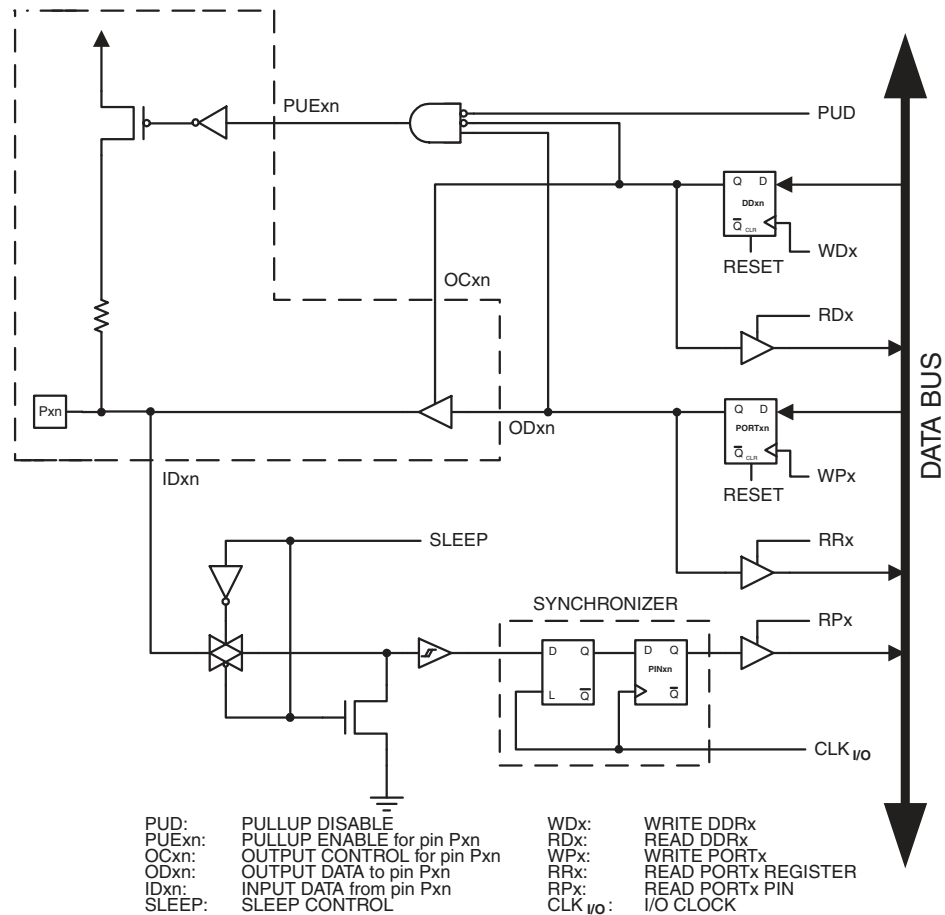 PUExn
PUD
Q D
DDxn
Q CLR
WDx
RESET
OCxn
RDx
DATA BUS
Pxn
ODxn
Q D
PORTxn
Q CLR
WPx
RESET
IDxn
SLEEP
RRx
SYNCHRONIZER
RPx
D Q
L Q
D Q
PINxn
Q
CLK I/O
PUD: PULLUP DISABLE
PUExn: PULLUP ENABLE for pin Pxn
OCxn: OUTPUT CONTROL for pin Pxn
ODxn: OUTPUT DATA to pin Pxn
IDxn: INPUT DATA from pin Pxn
SLEEP: SLEEP CONTROL
WDx: WRITE DDRx
RDx: READ DDRx
WPx: WRITE PORTx
RRx: READ PORTx REGISTER
RPx: READ PORTx PIN
CLK I/O: I/O CLOCK